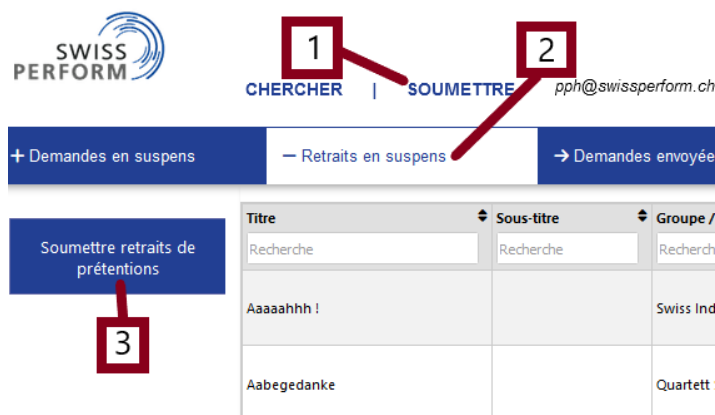 SWISS
PERFORM
1
2
CHERCHER | SOUMETTRE pph@swissperform.ch
+ Demandes en suspens
− Retraits en suspens
→ Demandes envoyée
Soumettre retraits de
prétentions
3
Titre Sous-titre Groupe /
Recherche Recherche Recherch
Aaaaahhh ! Swiss Ind
Aabegedanke Quartett